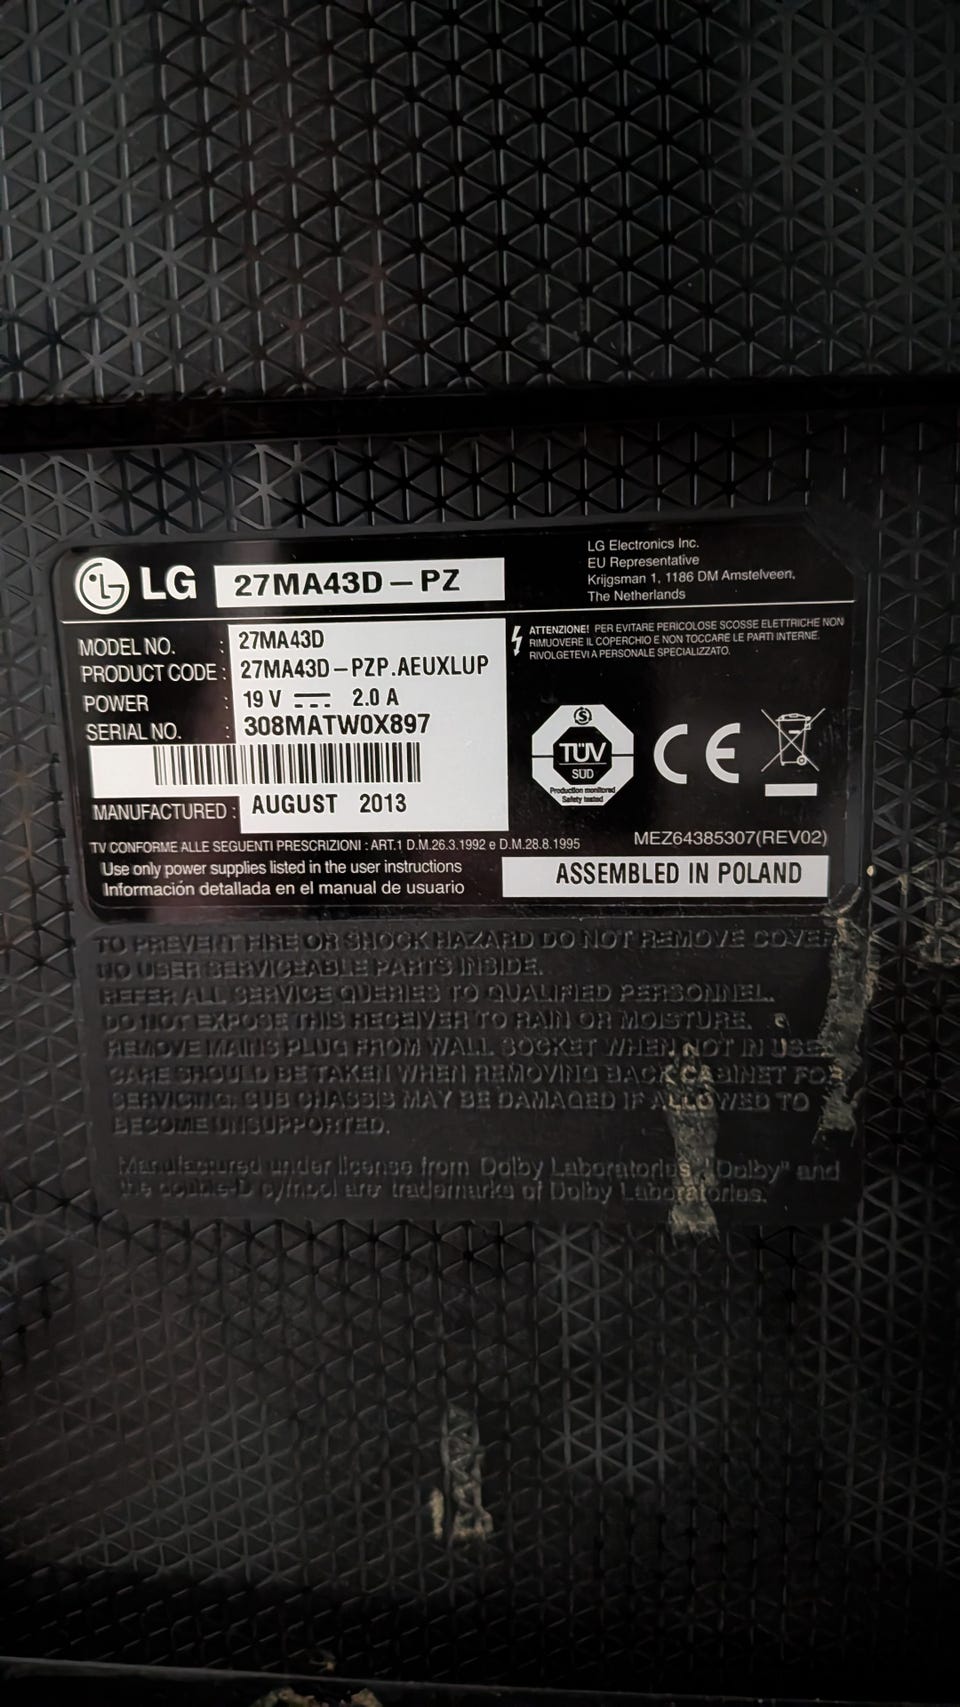 LG 27MA43D-PZ
LG Electronics Inc.
EU Representative
Krijgsman 1, 1186 DM Amstelveen,
The Netherlands
MODEL NO. : 27MA43D
PRODUCT CODE : 27MA43D-PZP.AEUXLUP
POWER : 19 V 2.0 A
SERIAL NO. : 308MATW0X897
MANUFACTURED : AUGUST 2013
ATTENZIONE! PER EVITARE PERICOLOSE SCOSSE ELETTRICHE NON
RIMUOVERE IL COPERCHIO E NON TOCCARE LE PARTI INTERNE.
RIVOLGETEVI A PERSONALE SPECIALIZZATO.
TÜV
SÜD
Production monitored
Safety tested
CE
TV CONFORME ALLE SEGUENTI PRESCRIZIONI : ART.1 D.M.26.3.1992 e D.M.28.8.1995
Use only power supplies listed in the user instructions
Información detallada en el manual de usuario
MEZ64385307(REV02)
ASSEMBLED IN POLAND
TO PREVENT FIRE OR SHOCK HAZARD DO NOT REMOVE COVER
NO USER SERVICEABLE PARTS INSIDE.
REFER ALL SERVICE QUERIES TO QUALIFIED PERSONNEL.
DO NOT EXPOSE THIS RECEIVER TO RAIN OR MOISTURE.
REMOVE MAINS PLUG FROM WALL SOCKET WHEN NOT IN USE
CARE SHOULD BE TAKEN WHEN REMOVING BACK CABINET FOR
SERVICING: SUB CHASSIS MAY BE DAMAGED IF ALLOWED TO
BECOME UNSUPPORTED.
Manufactured under license from Dolby Laboratories. "Dolby" and
the double-D symbol are trademarks of Dolby Laboratories.